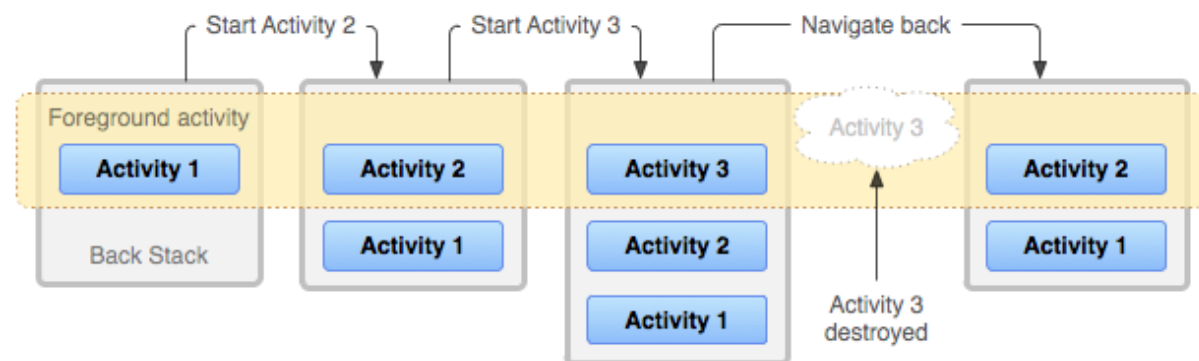 Start Activity 2
Start Activity 3
Navigate back
Foreground activity
Activity 1
Back Stack
Activity 2
Activity 1
Activity 3
Activity 2
Activity 1
Activity 3
Activity 3
destroyed
Activity 2
Activity 1